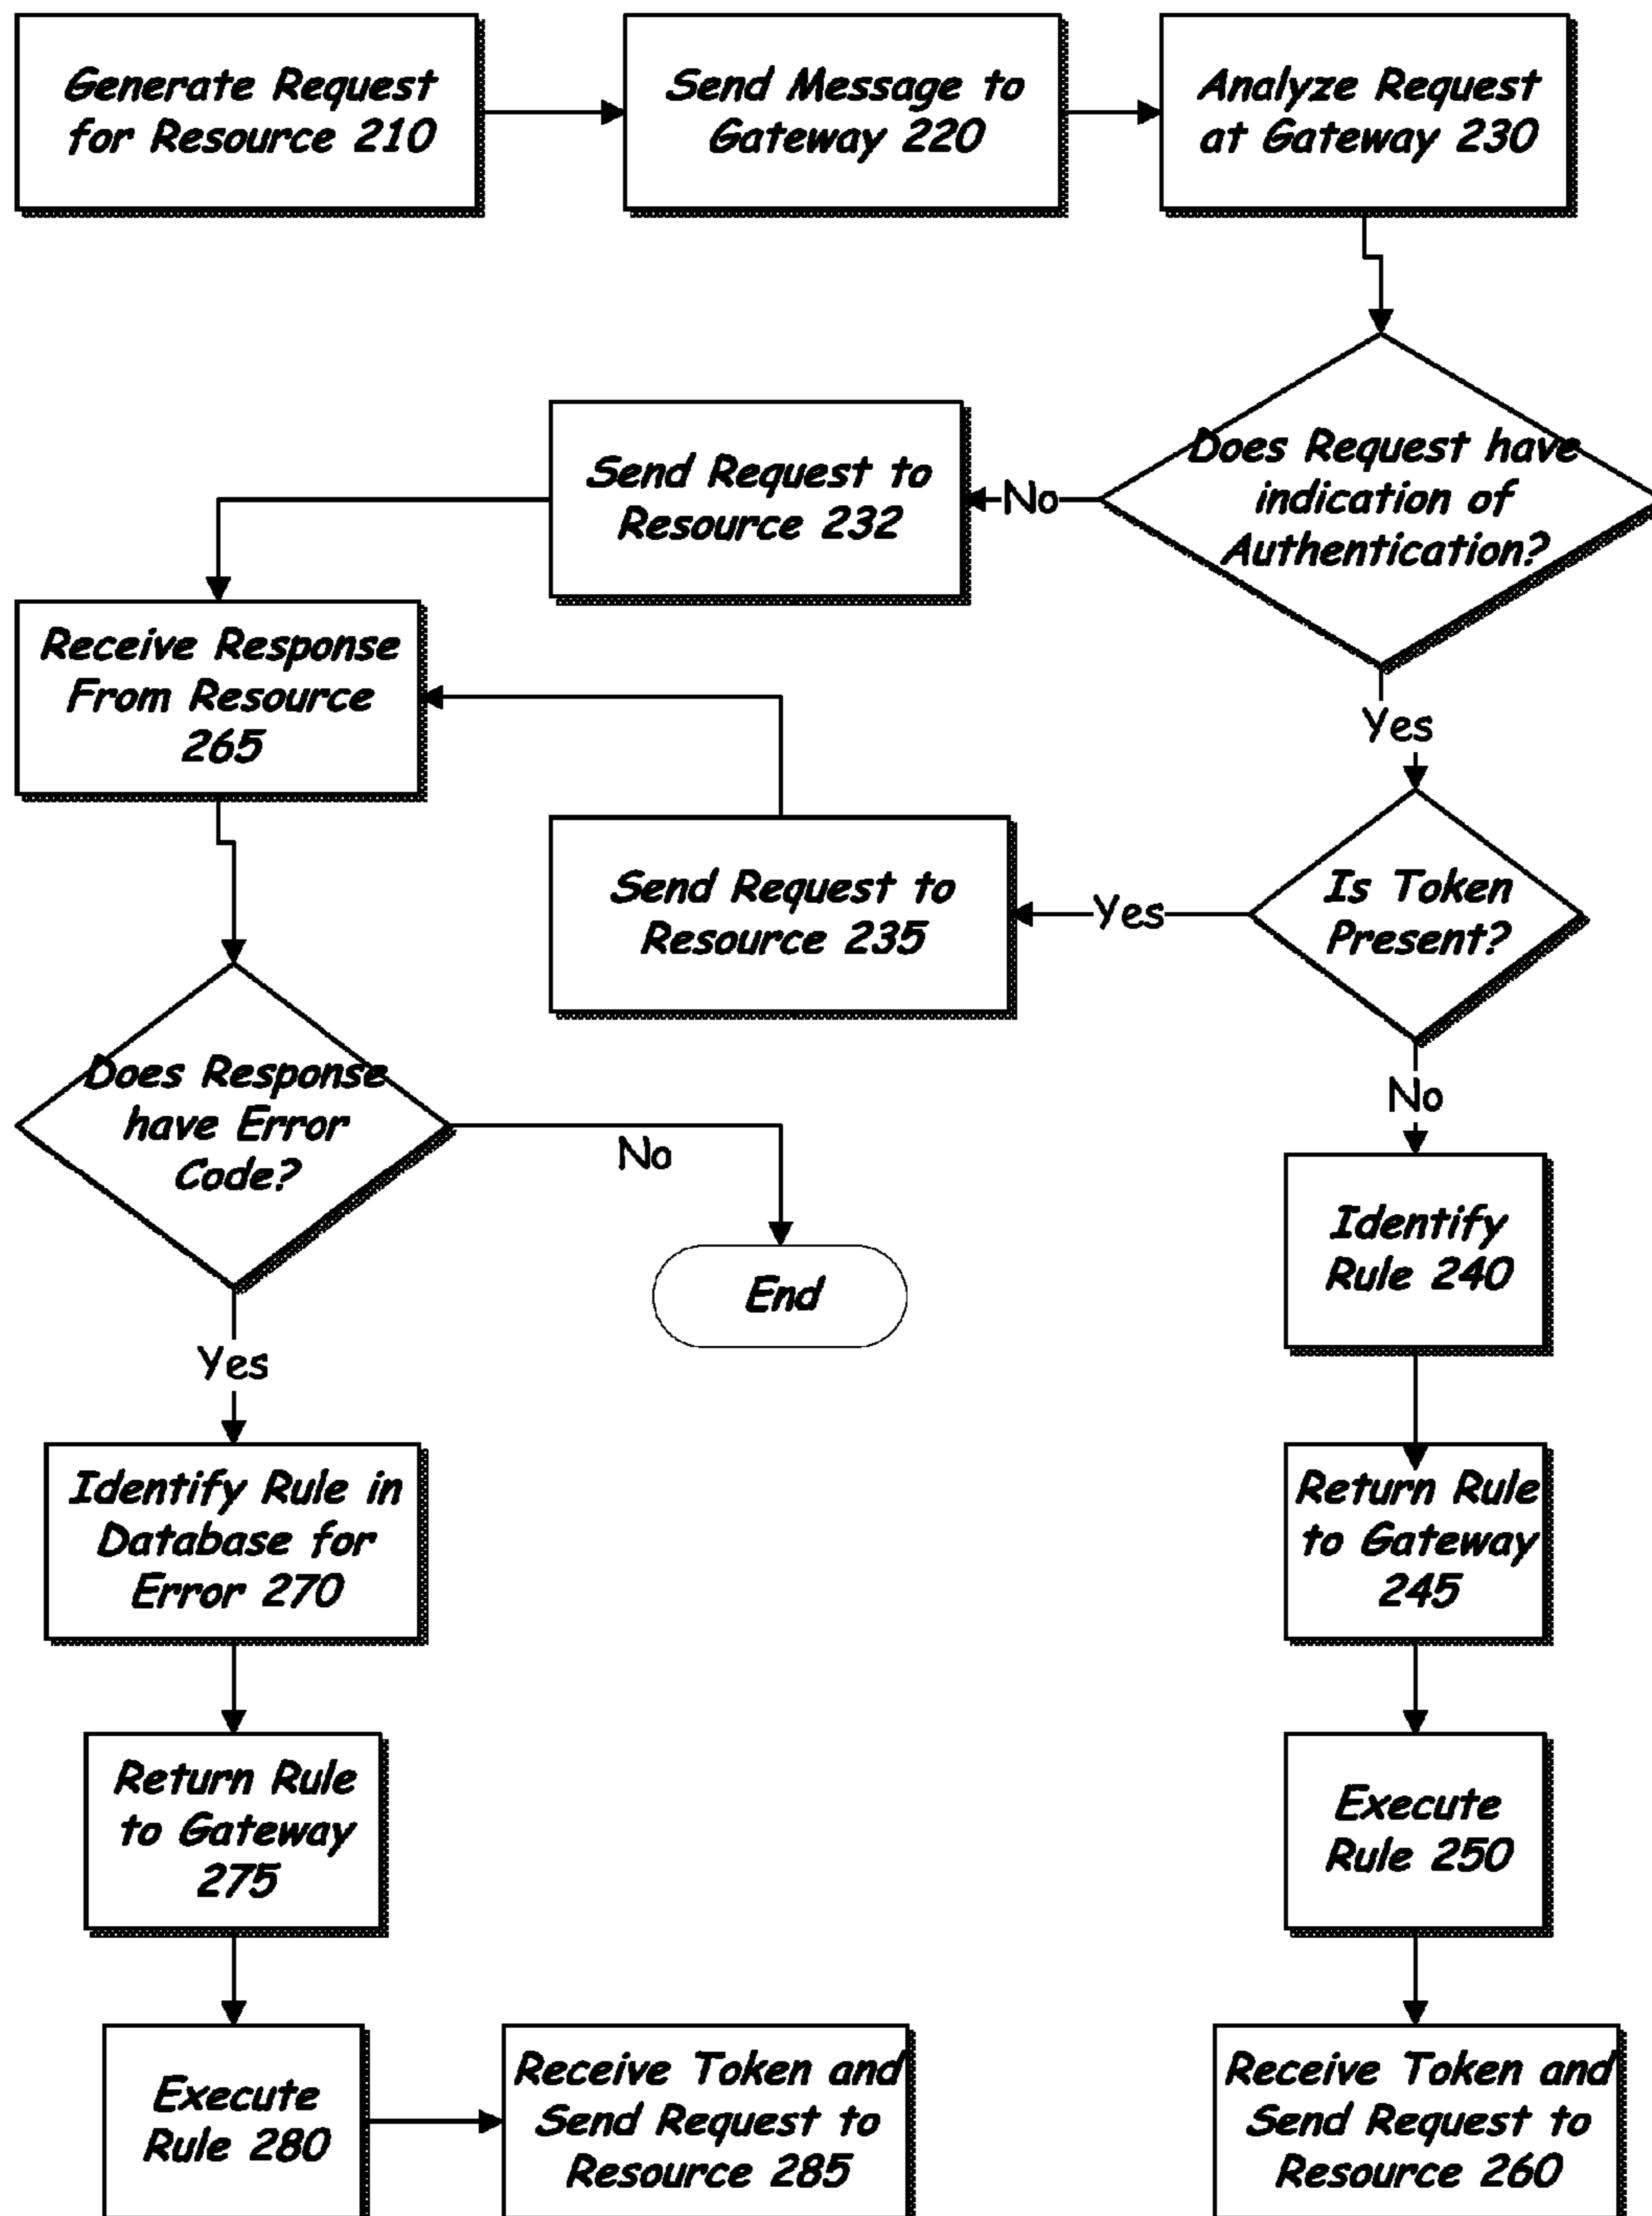 Generate Request
for Resource 210
Send Message to
Gateway 220
Analyze Request
at Gateway 230
Does Request have
indication of
Authentication?
No
Send Request to
Resource 232
Receive Response
From Resource
265
Yes
Is Token
Present?
Yes
Send Request to
Resource 235
Does Response
have Error
Code?
No
End
No
Identify
Rule 240
Yes
Identify Rule in
Database for
Error 270
Return Rule
to Gateway
245
Return Rule
to Gateway
275
Execute
Rule 250
Execute
Rule 280
Receive Token and
Send Request to
Resource 285
Receive Token and
Send Request to
Resource 260